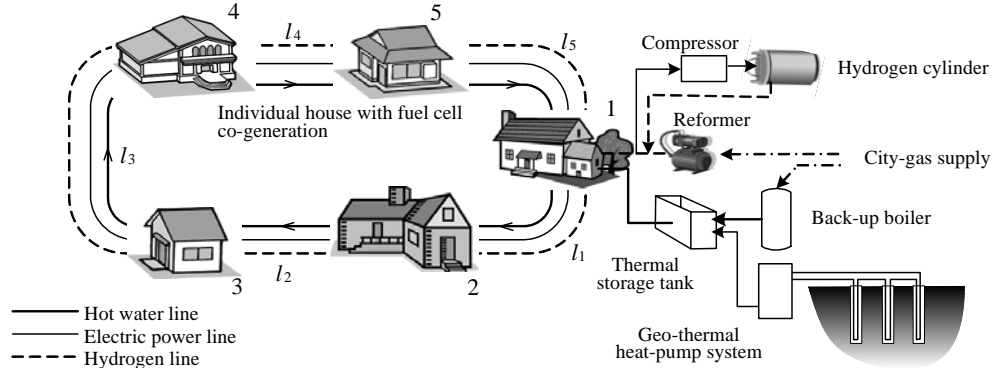 4
5
l4
l5
Compressor
Hydrogen cylinder
Individual house with fuel cell
co-generation
1
Reformer
l3
City-gas supply
Back-up boiler
l2
l1
3
2
Thermal
storage tank
Hot water line
Electric power line
Hydrogen line
Geo-thermal
heat-pump system